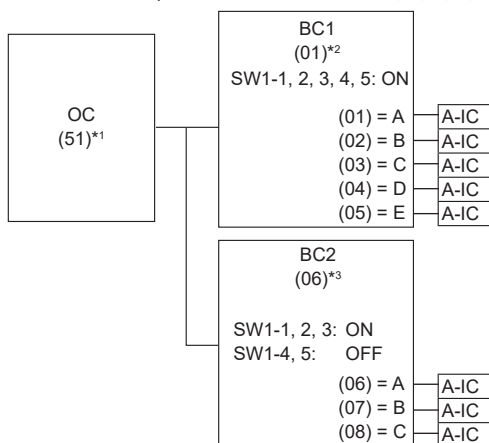 OC
(51)*1
BC1
(01)*2
SW1-1, 2, 3, 4, 5: ON
(01) = A A-IC
(02) = B A-IC
(03) = C A-IC
(04) = D A-IC
(05) = E A-IC
BC2
(06)*3
SW1-1, 2, 3: ON
SW1-4, 5: OFF
(06) = A A-IC
(07) = B A-IC
(08) = C A-IC